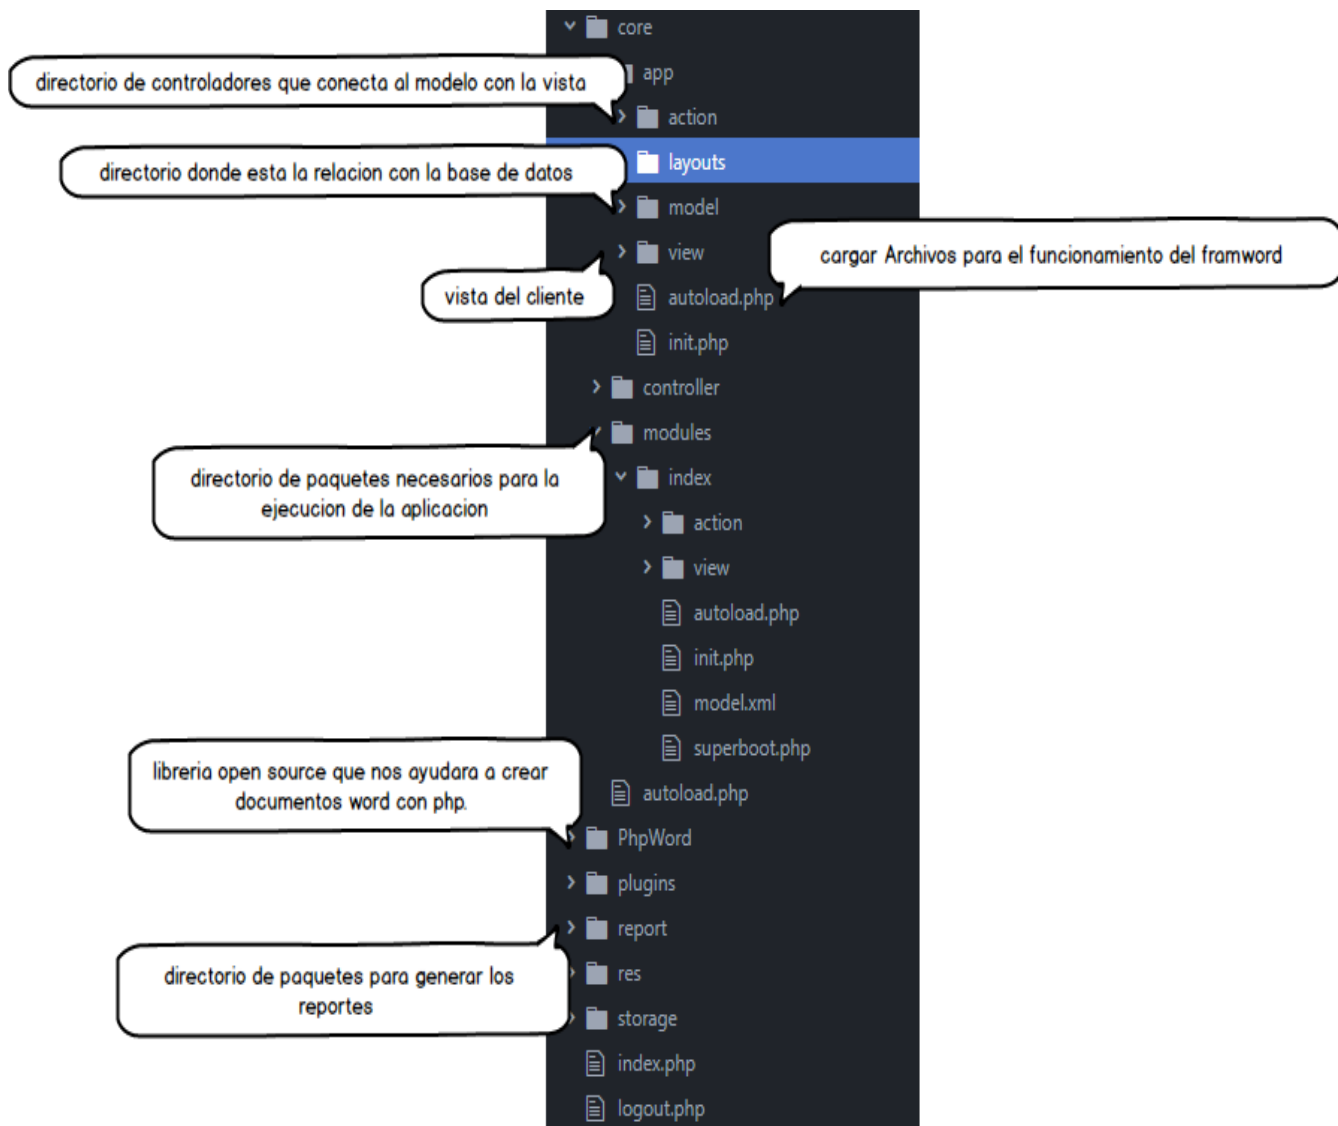 core
directorio de controladores que conecta al modelo con la vista
app
action
layouts
directorio donde esta la relacion con la base de datos
model
view
cargar Archivos para el funcionamiento del framword
vista del cliente
autoload.php
init.php
controller
modules
directorio de paquetes necesarios para la
ejecucion de la aplicacion
index
action
view
autoload.php
init.php
model.xml
superboot.php
libreria open source que nos ayudara a crear
documentos word con php.
autoload.php
PhpWord
plugins
report
directorio de paquetes para generar los
reportes
res
storage
index.php
logout.php